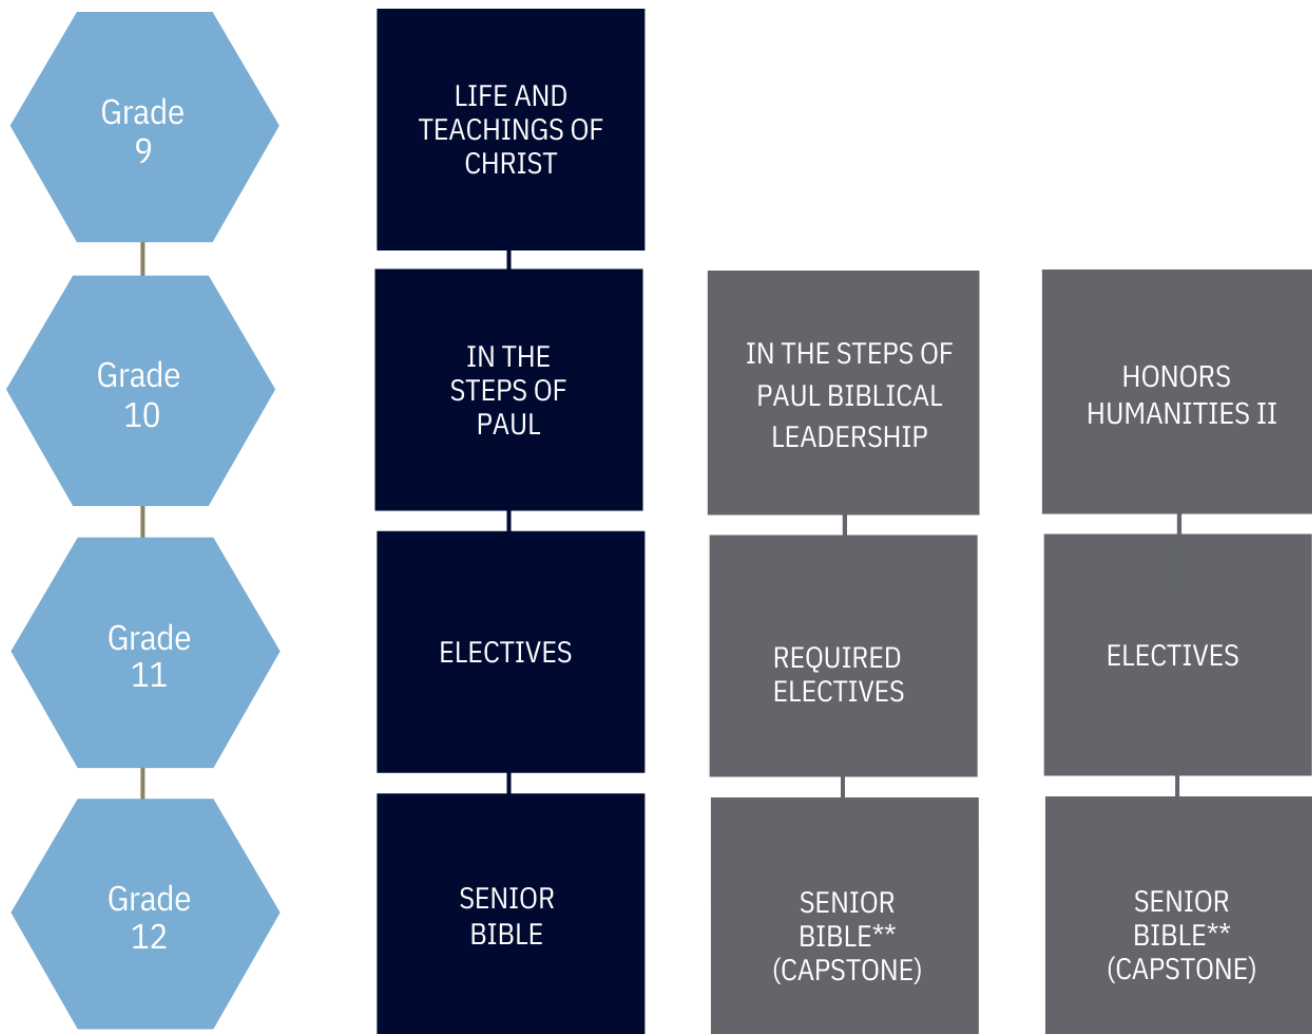 Grade
9
LIFE AND
TEACHINGS OF
CHRIST
Grade
10
IN THE
STEPS OF
PAUL
IN THE STEPS OF
PAUL BIBLICAL
LEADERSHIP
HONORS
HUMANITIES II
Grade
11
ELECTIVES
REQUIRED
ELECTIVES
ELECTIVES
Grade
12
SENIOR
BIBLE
SENIOR
BIBLE**
(CAPSTONE)
SENIOR
BIBLE**
(CAPSTONE)